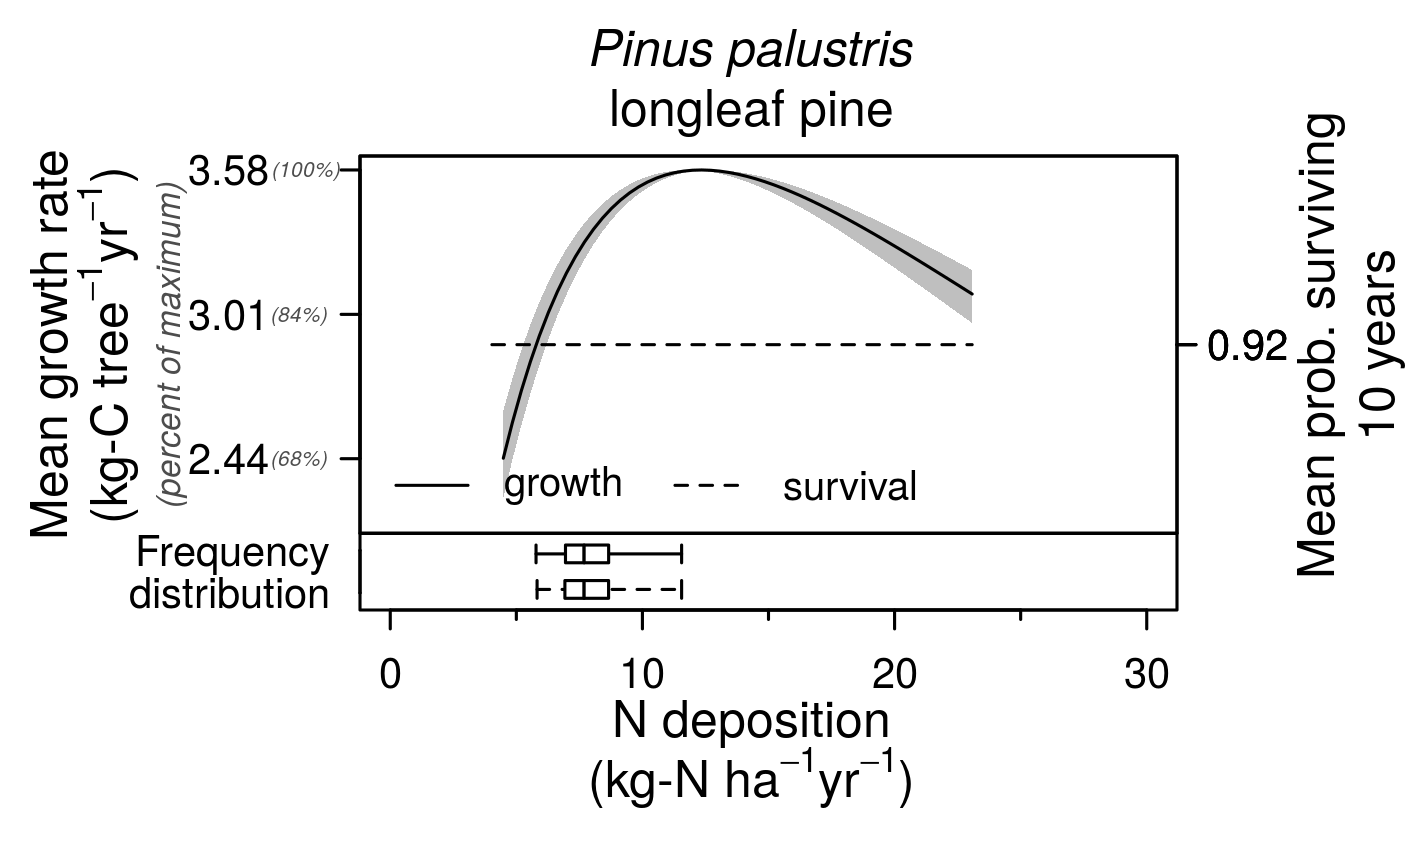 Pinus palustris
longleaf pine
Mean growth rate
(kg-C tree⁻¹yr⁻¹)
(percent of maximum)
3.58 (100%)
3.01 (84%)
2.44 (68%)
0.92
Mean prob. surviving
10 years
growth
survival
Frequency
distribution
0 10 20 30
N deposition
(kg-N ha⁻¹yr⁻¹)